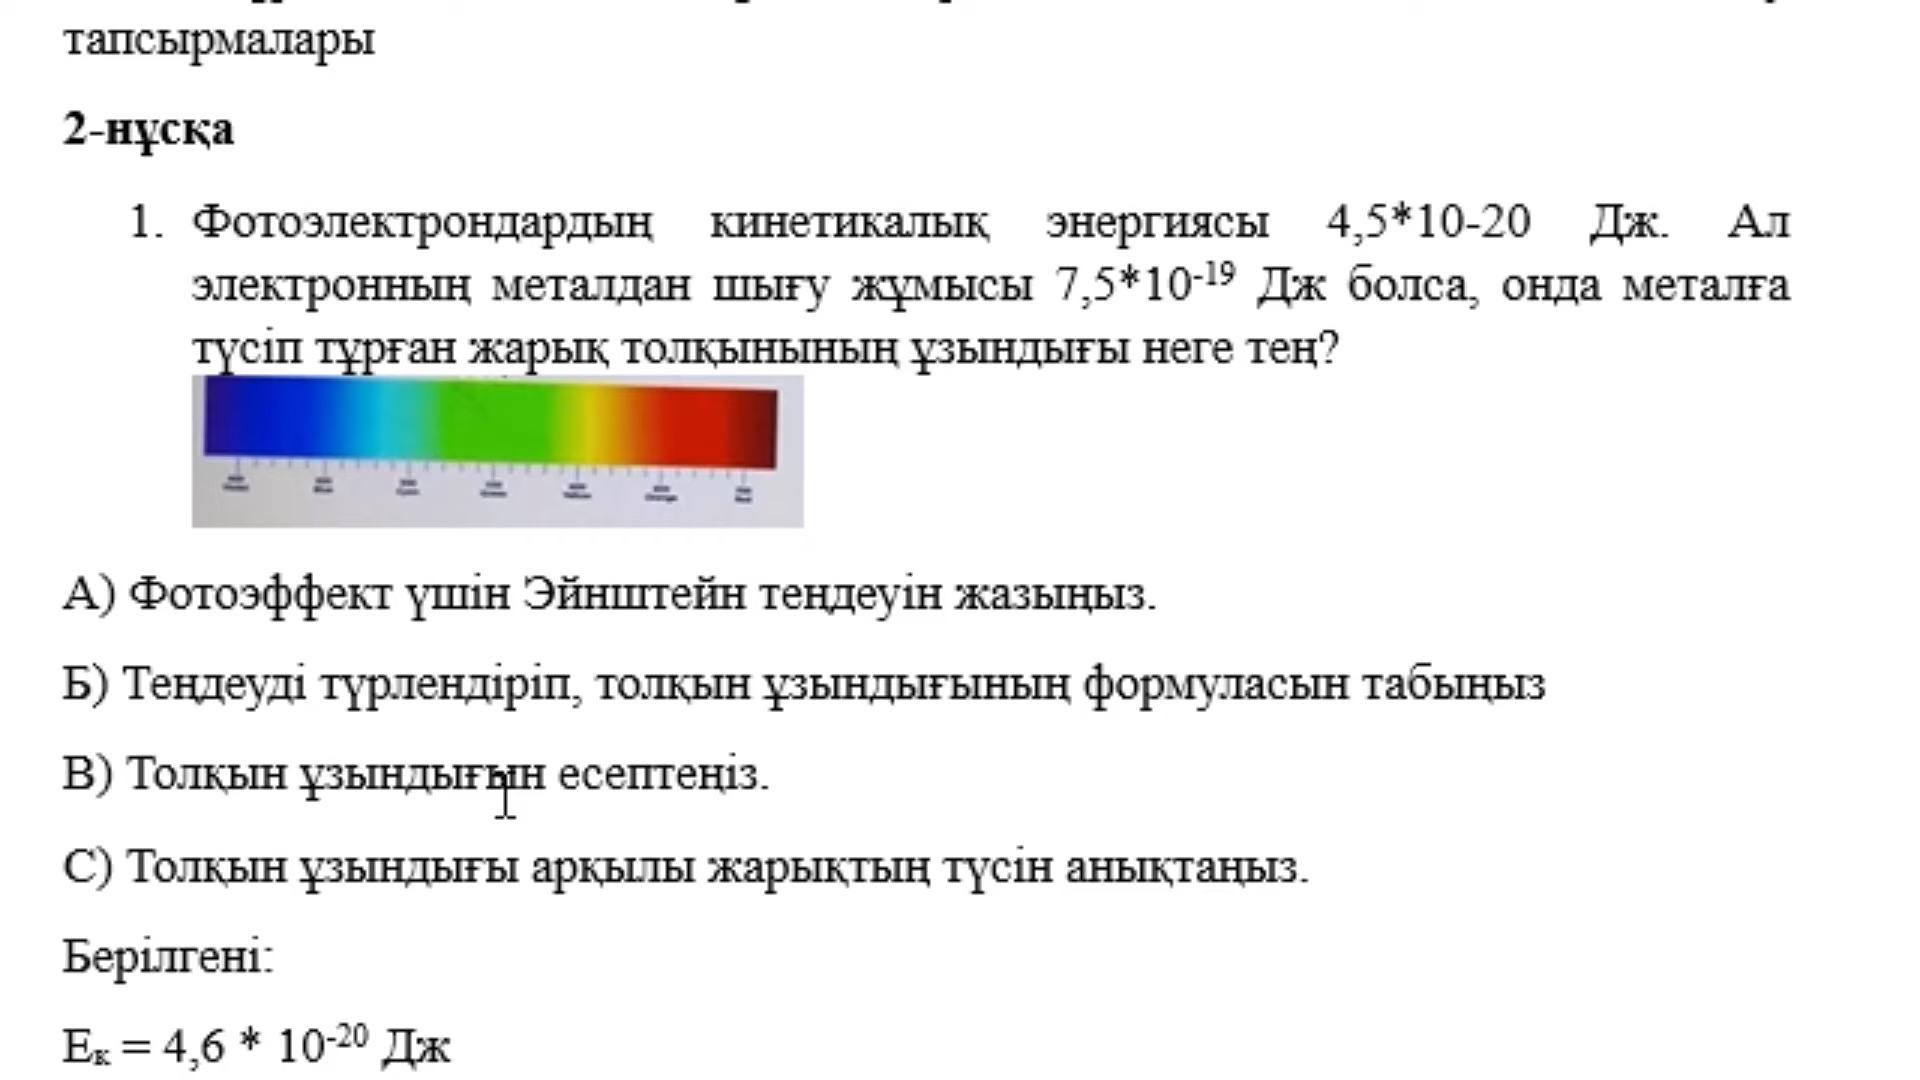 тапсырмалары
2-нұсқа
1. Фотоэлектрондардың кинетикалық энергиясы 4,5*10-20 Дж. Ал
электронның металдан шығу жұмысы 7,5*10⁻¹⁹ Дж болса, онда металға
түсіп тұрған жарық толқынының ұзындығы неге тең?
А) Фотоэффект үшін Эйнштейн теңдеуін жазыңыз.
Б) Теңдеуді түрлендіріп, толқын ұзындығының формуласын табыңыз
В) Толқын ұзындығын есептеңіз.
С) Толқын ұзындығы арқылы жарықтың түсін анықтаңыз.
Берілгені:
Ек = 4,6 * 10⁻²⁰ Дж